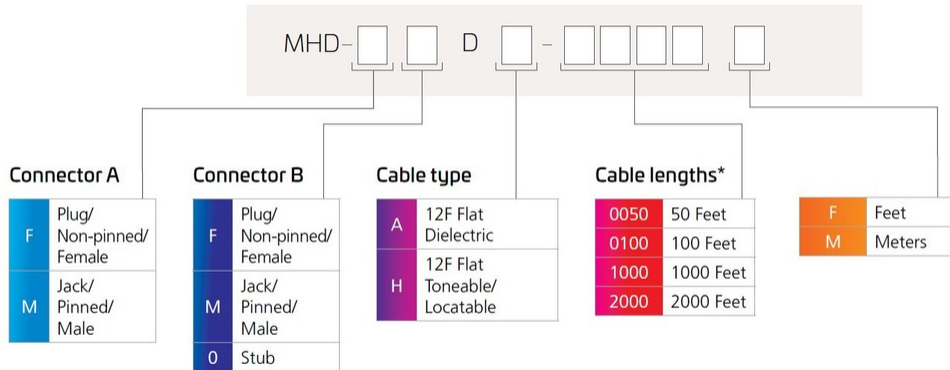 MHD- D -
Connector A
F
Plug/
Non-pinned/
Female
M
Jack/
Pinned/
Male
Connector B
F
Plug/
Non-pinned/
Female
M
Jack/
Pinned/
Male
0
Stub
Cable type
A
12F Flat
Dielectric
H
12F Flat
Toneable/
Locatable
Cable lengths*
0050 50 Feet
0100 100 Feet
1000 1000 Feet
2000 2000 Feet
F Feet
M Meters